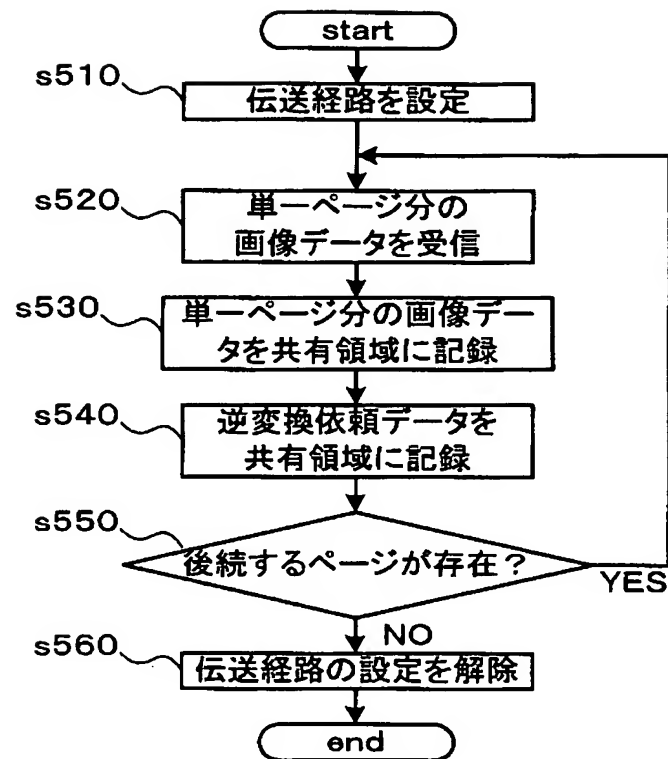 start
s510
伝送経路を設定
s520
単一ページ分の
画像データを受信
s530
単一ページ分の画像デー
タを共有領域に記録
s540
逆変換依頼データを
共有領域に記録
s550
後続するページが存在？
YES
NO
s560
伝送経路の設定を解除
end